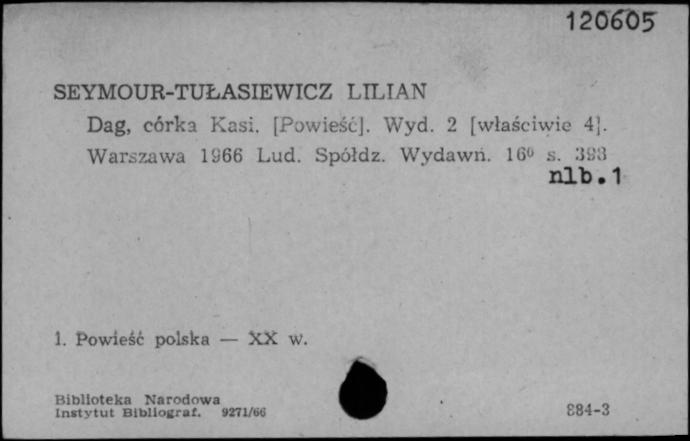 120605
SEYMOUR-TUŁASIEWICZ LILIAN
Dag, córka Kasi. [Powieść]. Wyd. 2 [właściwie 4].
Warszawa 1966 Lud. Spółdz. Wydawn. 16⁰ s. 393
nlb.1
1. Powieść polska — XX w.
Biblioteka Narodowa
Instytut Bibliograf. 9271/66
884-3